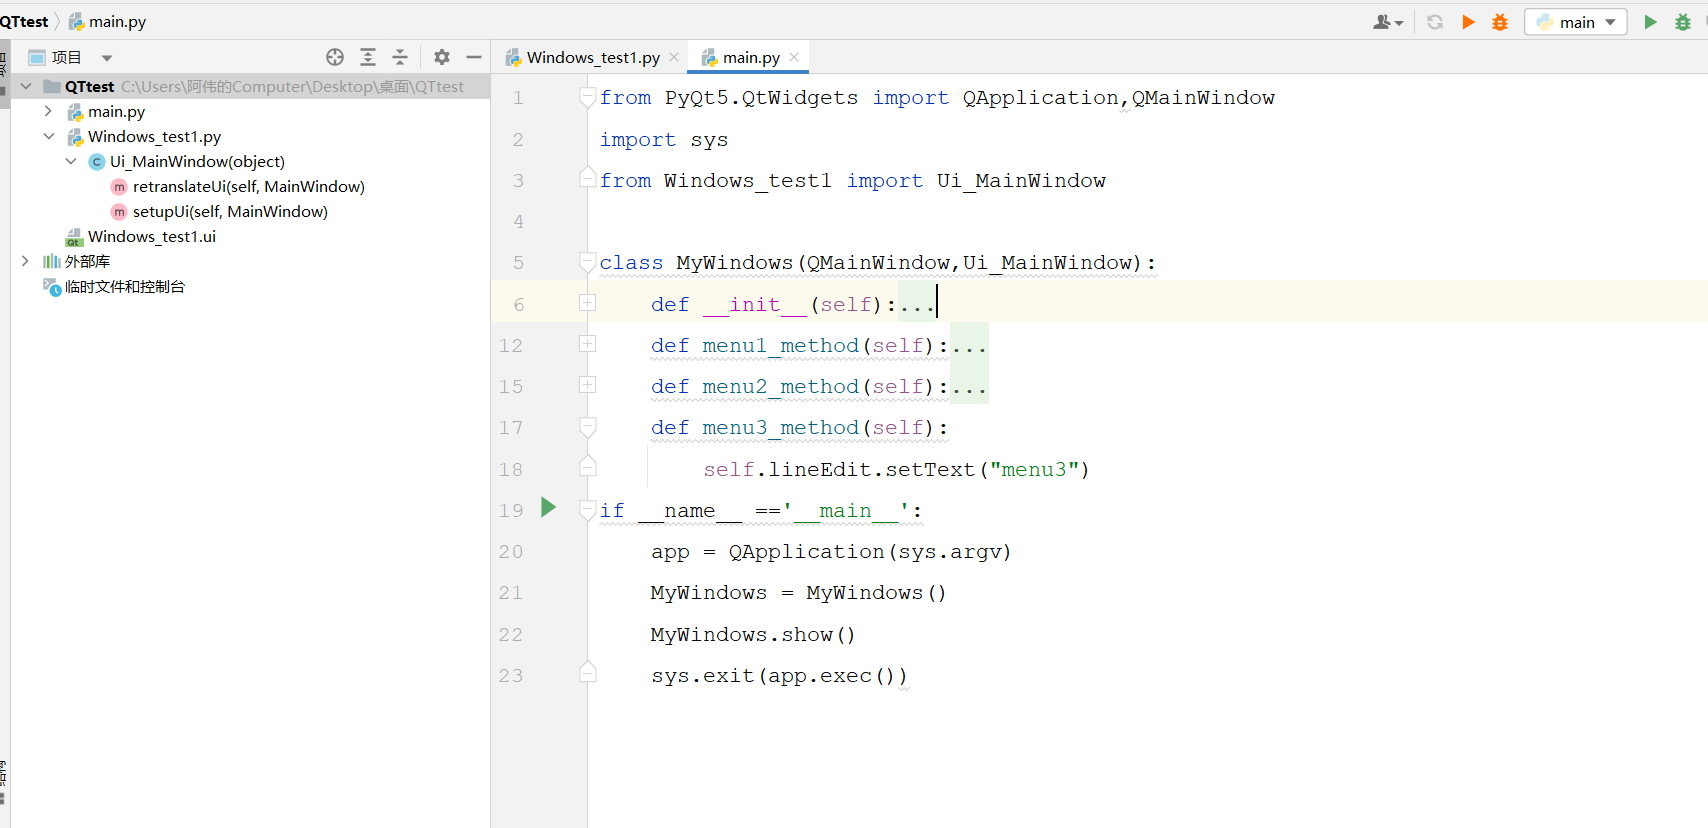 QTtest main.py
main
项目
QTtest C:\Users\阿伟的Computer\Desktop\桌面\QTtest
main.py
Windows_test1.py
C Ui_MainWindow(object)
m retranslateUi(self, MainWindow)
m setupUi(self, MainWindow)
Qt Windows_test1.ui
外部库
临时文件和控制台
Windows_test1.py main.py
1 from PyQt5.QtWidgets import QApplication,QMainWindow
2 import sys
3 from Windows_test1 import Ui_MainWindow
4
5 class MyWindows(QMainWindow,Ui_MainWindow):
6 def __init__(self):...
12 def menu1_method(self):...
15 def menu2_method(self):...
17 def menu3_method(self):
18 self.lineEdit.setText("menu3")
19 if __name__ =='__main__':
20 app = QApplication(sys.argv)
21 MyWindows = MyWindows()
22 MyWindows.show()
23 sys.exit(app.exec())